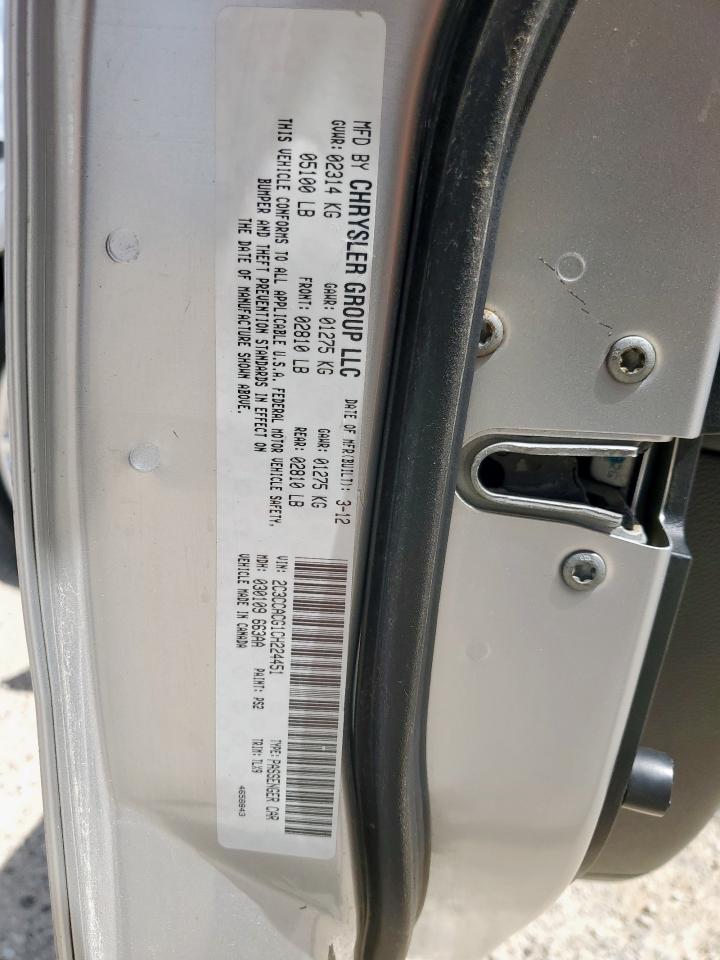 MFD BY CHRYSLER GROUP LLC DATE OF MFR(BUILT): 3-12
GVWR: 02314 KG GAWR: 01275 KG GAWR: 01275 KG
05100 LB FRONT: 02810 LB REAR: 02810 LB
THIS VEHICLE CONFORMS TO ALL APPLICABLE U.S.A. FEDERAL MOTOR VEHICLE SAFETY,
BUMPER AND THEFT PREVENTION STANDARDS IN EFFECT ON
THE DATE OF MANUFACTURE SHOWN ABOVE.
VIN: 2C3CCACG1CH224451 TYPE: PASSENGER CAR
MDH: 030109 663AA PAINT: PS2 TRIM: TLX9
VEHICLE MADE IN CANADA 4658843